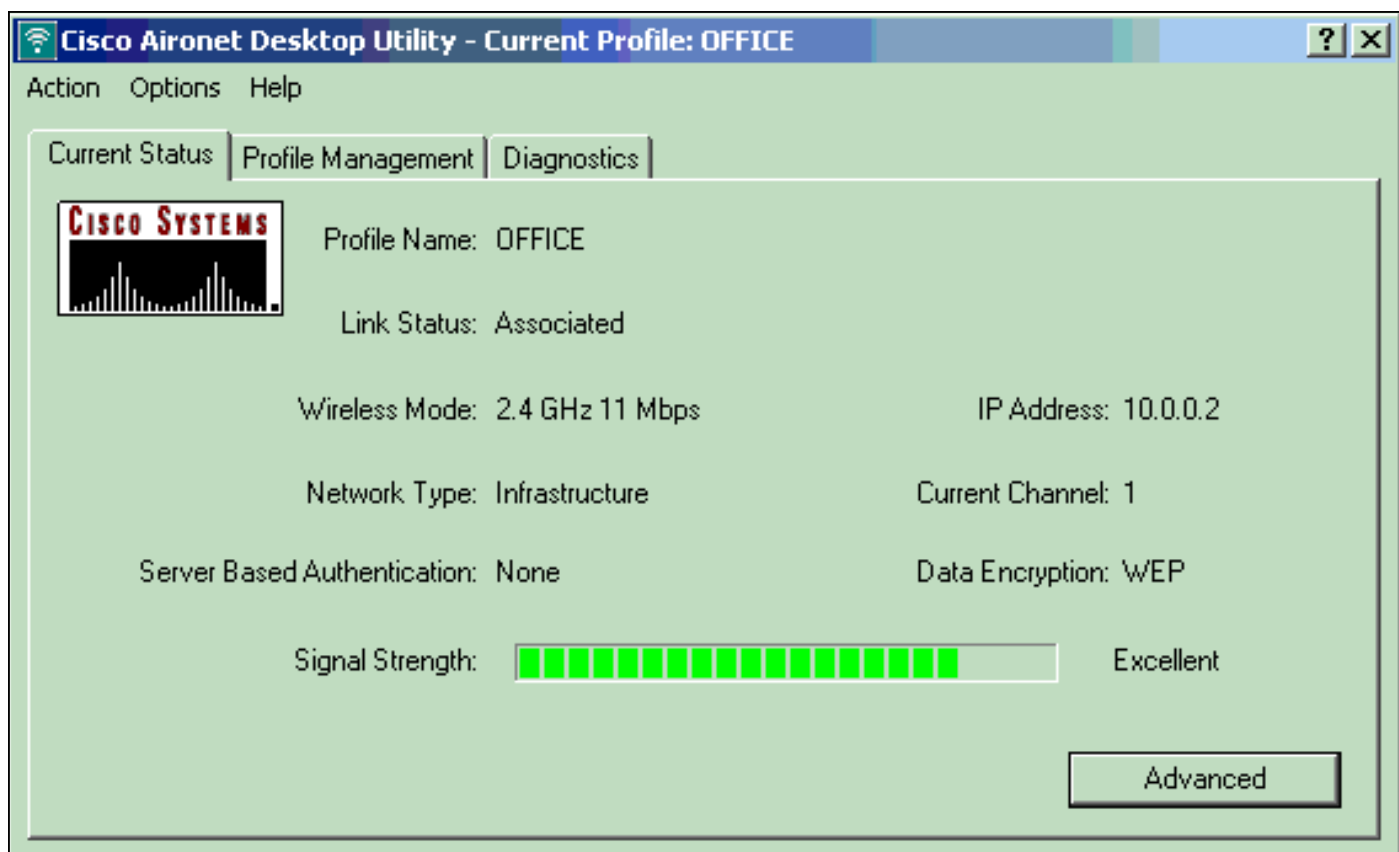 Cisco Aironet Desktop Utility - Current Profile: OFFICE
Action Options Help
Current Status Profile Management Diagnostics
CISCO SYSTEMS
Profile Name: OFFICE
Link Status: Associated
Wireless Mode: 2.4 GHz 11 Mbps IP Address: 10.0.0.2
Network Type: Infrastructure Current Channel: 1
Server Based Authentication: None Data Encryption: WEP
Signal Strength: Excellent
Advanced